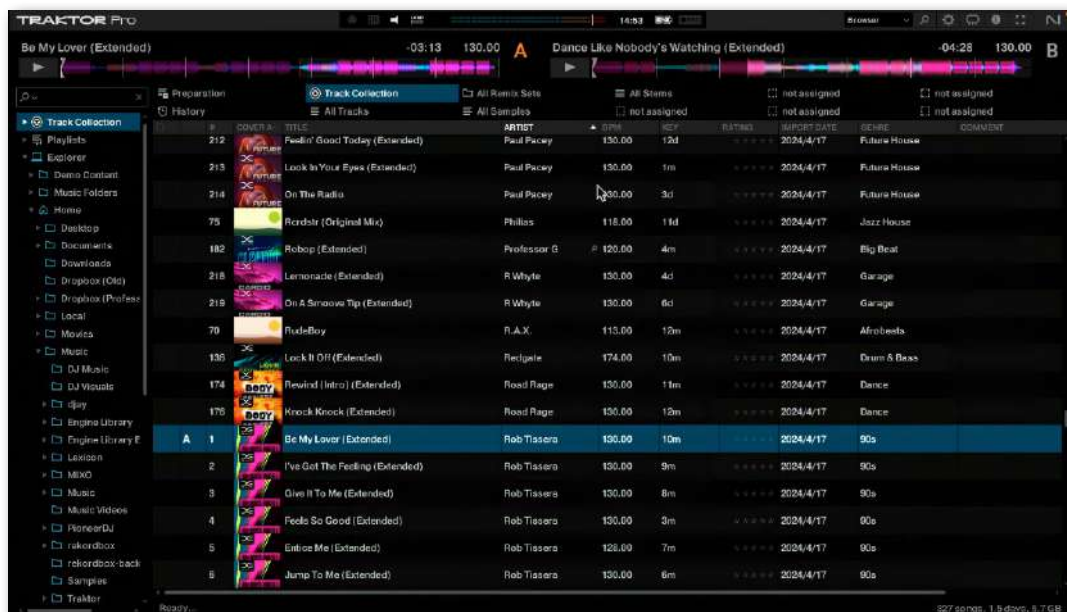 TRAKTOR Pro 14:53 Browser
Be My Lover (Extended) -03:13 130.00 A Dance Like Nobody's Watching (Extended) -04:28 130.00 B
Preparation Track Collection All Remix Sets All Stems not assigned not assigned
History All Tracks All Samples not assigned not assigned not assigned
# COVER A- TITLE ARTIST BPM KEY RATING IMPORT DATE GENRE COMMENT
212 Feelin' Good Today (Extended) Paul Pacey 130.00 12d 2024/4/17 Future House
213 Look In Your Eyes (Extended) Paul Pacey 130.00 1m 2024/4/17 Future House
214 On The Radio Paul Pacey 130.00 3d 2024/4/17 Future House
75 Rcrdstr (Original Mix) Philias 118.00 11d 2024/4/17 Jazz House
182 Robop (Extended) Professor G 120.00 4m 2024/4/17 Big Beat
218 Lemonade (Extended) R Whyte 130.00 4d 2024/4/17 Garage
219 On A Smoove Tip (Extended) R Whyte 130.00 6d 2024/4/17 Garage
70 RudeBoy R.A.X. 113.00 12m 2024/4/17 Afrobeats
136 Lock It Off (Extended) Redgate 174.00 10m 2024/4/17 Drum & Bass
174 Rewind (Intro) (Extended) Road Rage 130.00 11m 2024/4/17 Dance
176 Knock Knock (Extended) Road Rage 130.00 12m 2024/4/17 Dance
A 1 Be My Lover (Extended) Rob Tissera 130.00 10m 2024/4/17 90s
2 I've Got The Feeling (Extended) Rob Tissera 130.00 9m 2024/4/17 90s
3 Give It To Me (Extended) Rob Tissera 130.00 8m 2024/4/17 90s
4 Feels So Good (Extended) Rob Tissera 130.00 3m 2024/4/17 90s
5 Entice Me (Extended) Rob Tissera 128.00 7m 2024/4/17 90s
6 Jump To Me (Extended) Rob Tissera 130.00 6m 2024/4/17 90s
Track Collection
Playlists
Explorer
Demo Content
Music Folders
Home
Desktop
Documents
Downloads
Dropbox (Old)
Dropbox (Profess
Local
Movies
Music
DJ Music
DJ Visuals
djay
Engine Library
Engine Library E
Lexicon
MIXO
Music
Music Videos
PioneerDJ
rekordbox
rekordbox-back
Samples
Traktor
Ready... 327 songs, 1.5 days, 5.7 GB